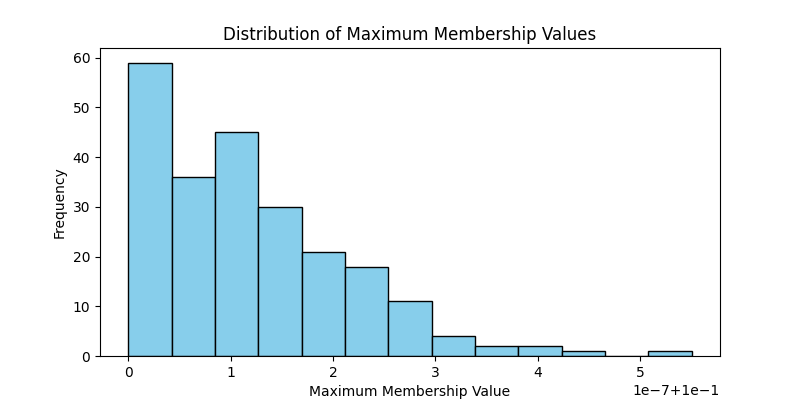 Distribution of Maximum Membership Values
60
50
40
30
20
10
0
Frequency
0 1 2 3 4 5
1e−7+1e−1
Maximum Membership Value